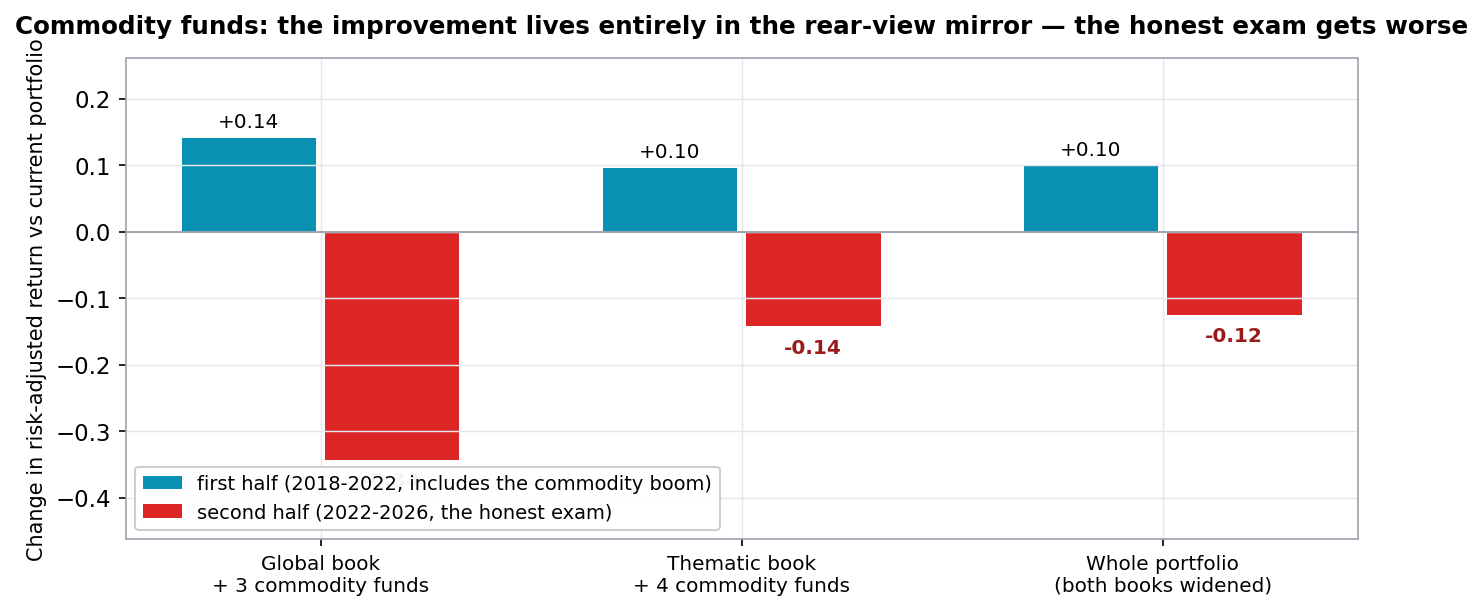 Commodity funds: the improvement lives entirely in the rear-view mirror — the honest exam gets worse
Change in risk-adjusted return vs current portfolio
0.2
0.1
0.0
−0.1
−0.2
−0.3
−0.4
+0.14
+0.10
-0.14
+0.10
-0.12
first half (2018-2022, includes the commodity boom)
second half (2022-2026, the honest exam)
Global book
+ 3 commodity funds
Thematic book
+ 4 commodity funds
Whole portfolio
(both books widened)